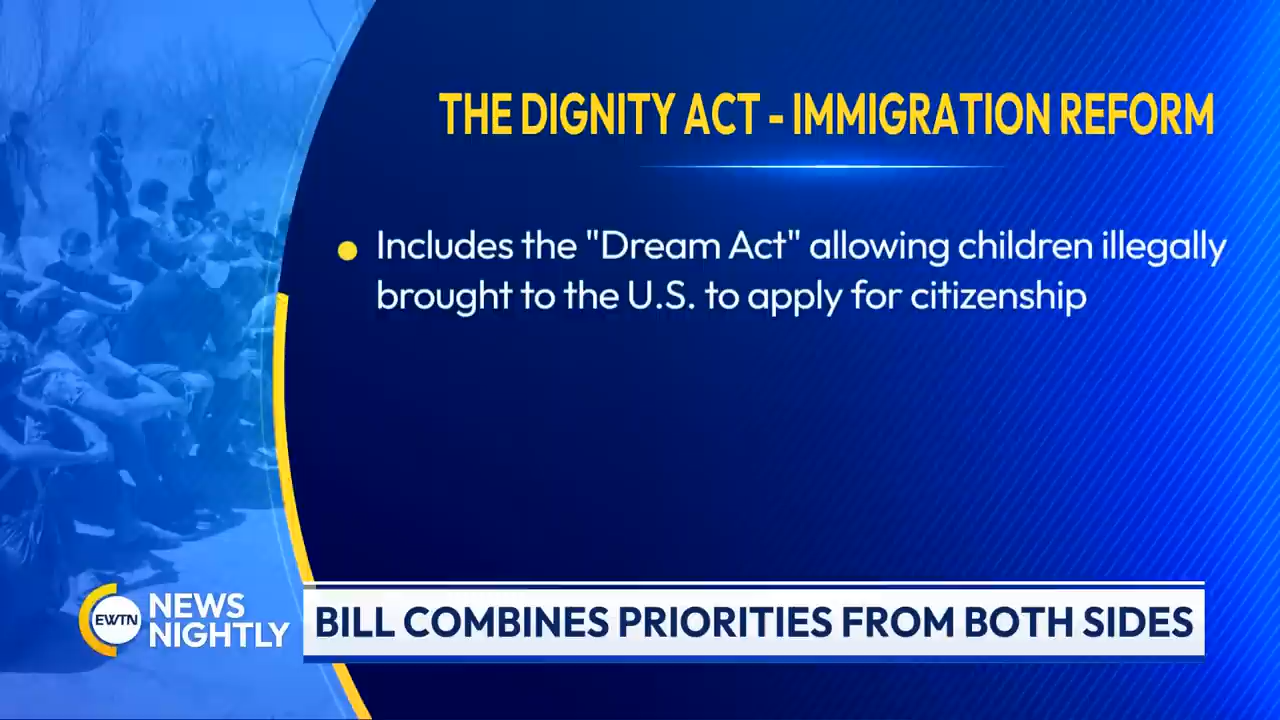 THE DIGNITY ACT - IMMIGRATION REFORM
Includes the "Dream Act" allowing children illegally
brought to the U.S. to apply for citizenship
EWTN NEWS
NIGHTLY
BILL COMBINES PRIORITIES FROM BOTH SIDES